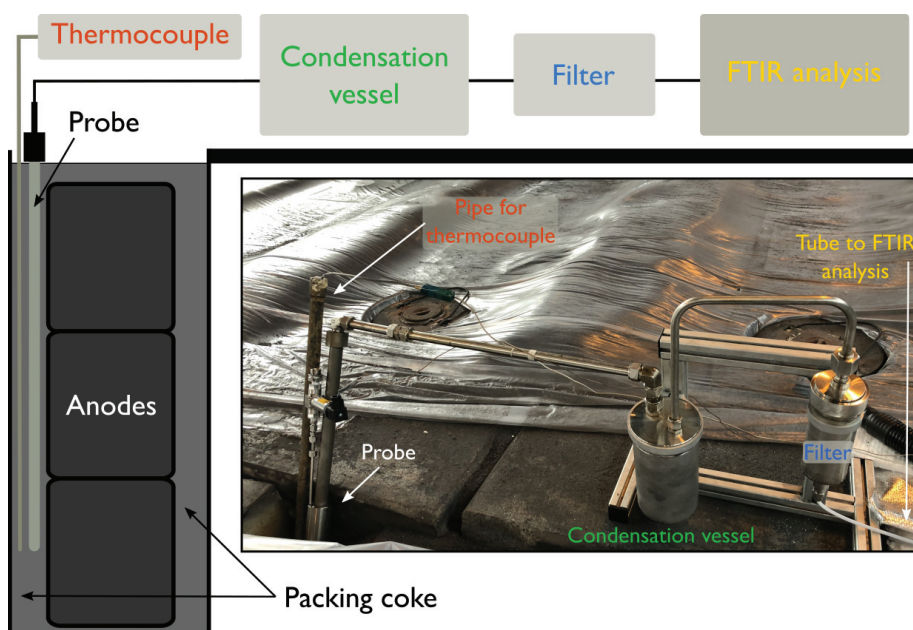 Thermocouple
Condensation
vessel
Filter
FTIR analysis
Probe
Anodes
Packing coke
Pipe for
thermocouple
Tube to FTIR
analysis
Probe
Filter
Condensation vessel